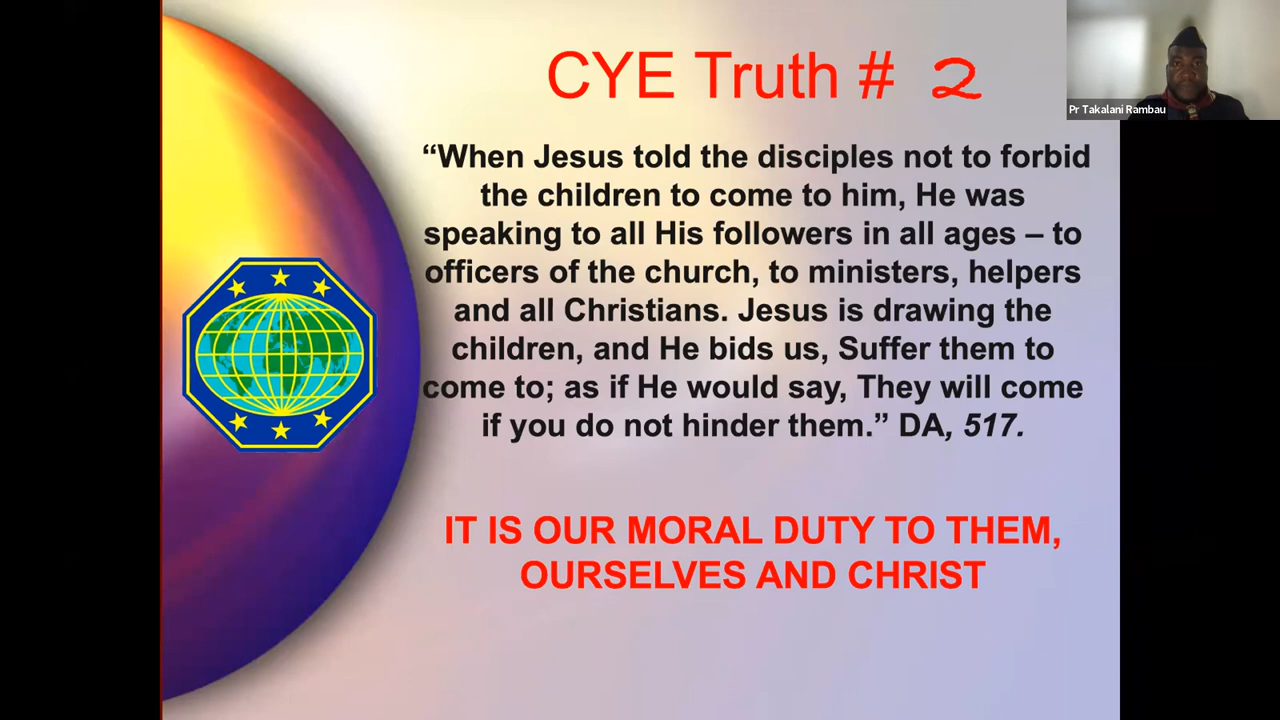 CYE Truth # 2
Pr Takalani Rambau
“When Jesus told the disciples not to forbid
the children to come to him, He was
speaking to all His followers in all ages – to
officers of the church, to ministers, helpers
and all Christians. Jesus is drawing the
children, and He bids us, Suffer them to
come to; as if He would say, They will come
if you do not hinder them.” DA, 517.
IT IS OUR MORAL DUTY TO THEM,
OURSELVES AND CHRIST